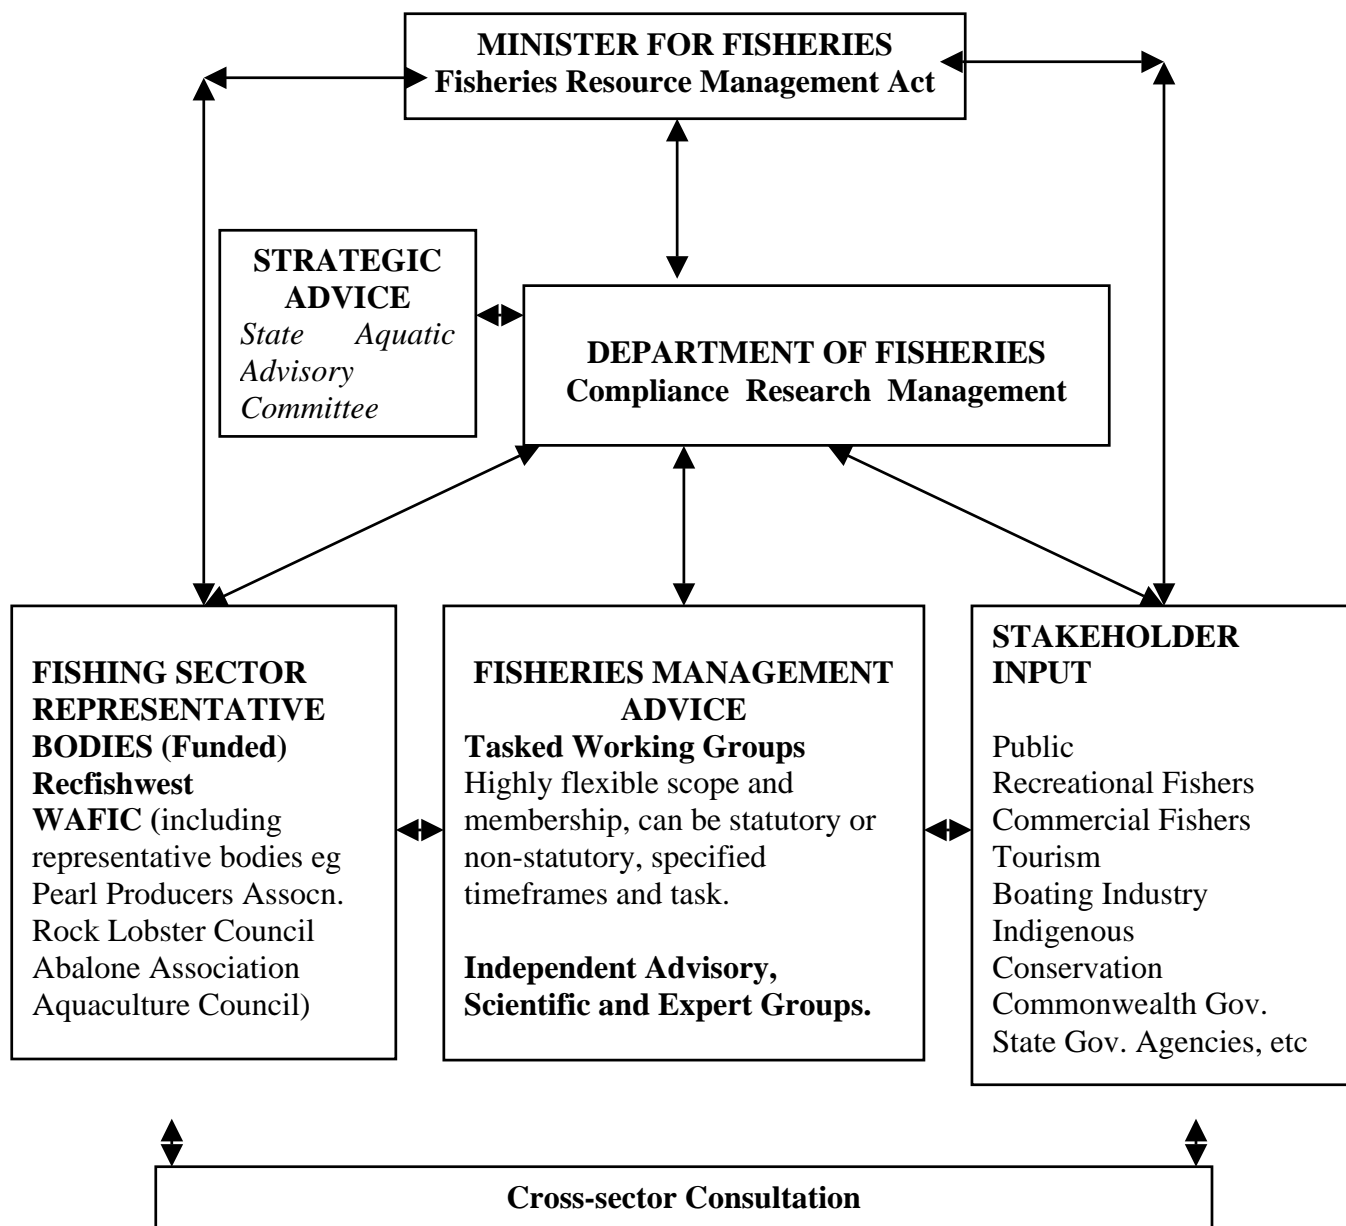 MINISTER FOR FISHERIES
Fisheries Resource Management Act
STRATEGIC
ADVICE
State Aquatic
Advisory
Committee
DEPARTMENT OF FISHERIES
Compliance Research Management
FISHING SECTOR
REPRESENTATIVE
BODIES (Funded)
Recfishwest
WAFIC (including
representative bodies eg
Pearl Producers Assocn.
Rock Lobster Council
Abalone Association
Aquaculture Council)
FISHERIES MANAGEMENT
ADVICE
Tasked Working Groups
Highly flexible scope and
membership, can be statutory or
non-statutory, specified
timeframes and task.
Independent Advisory,
Scientific and Expert Groups.
STAKEHOLDER
INPUT
Public
Recreational Fishers
Commercial Fishers
Tourism
Boating Industry
Indigenous
Conservation
Commonwealth Gov.
State Gov. Agencies, etc
Cross-sector Consultation